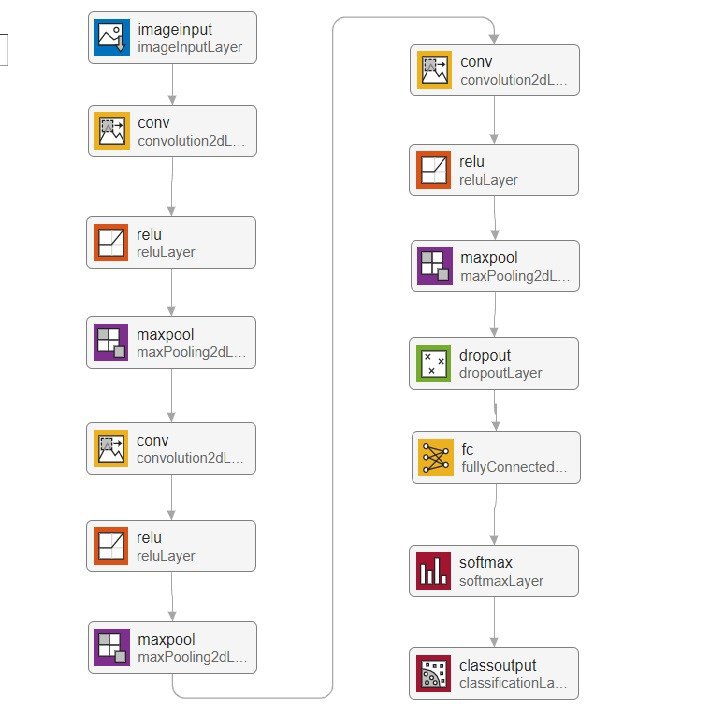 imageinput
imageInputLayer
conv
convolution2dL...
relu
reluLayer
maxpool
maxPooling2dL...
conv
convolution2dL...
relu
reluLayer
maxpool
maxPooling2dL...
conv
convolution2dL...
relu
reluLayer
maxpool
maxPooling2dL...
dropout
dropoutLayer
fc
fullyConnected...
softmax
softmaxLayer
classoutput
classificationLa...